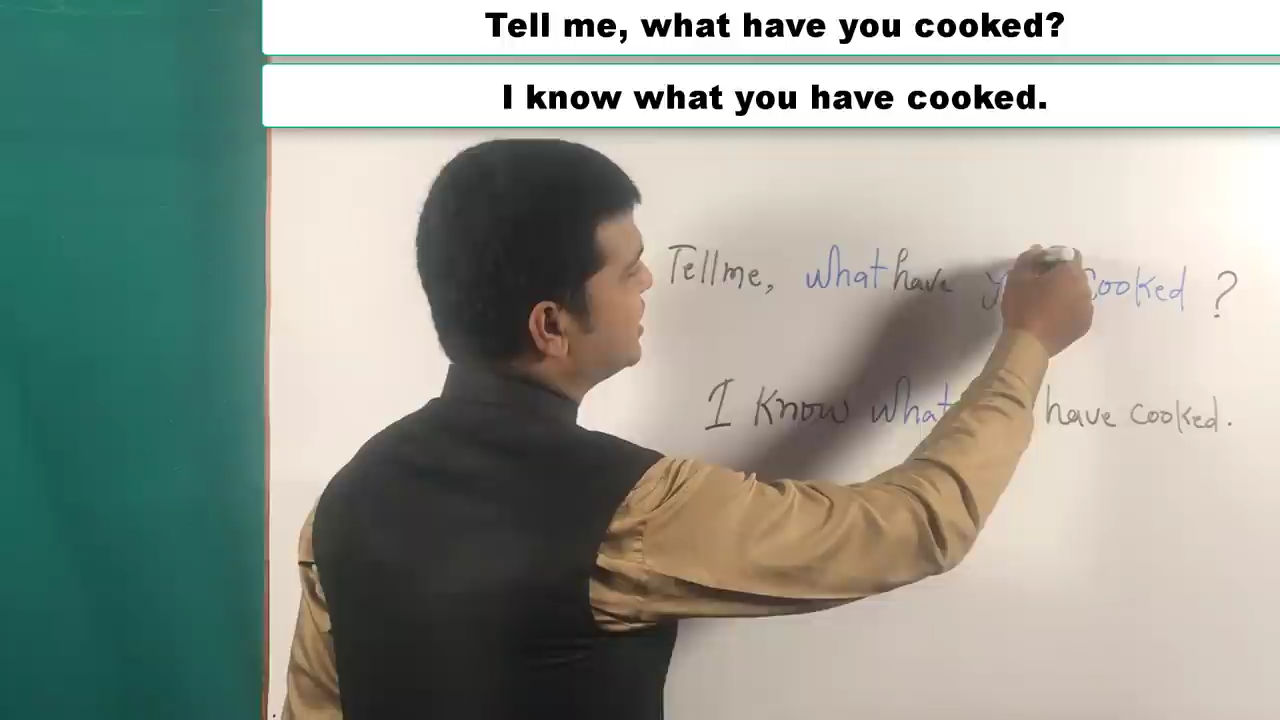 Tell me, what have you cooked?
I know what you have cooked.
Tell me, what have cooked ?
I know what have cooked.